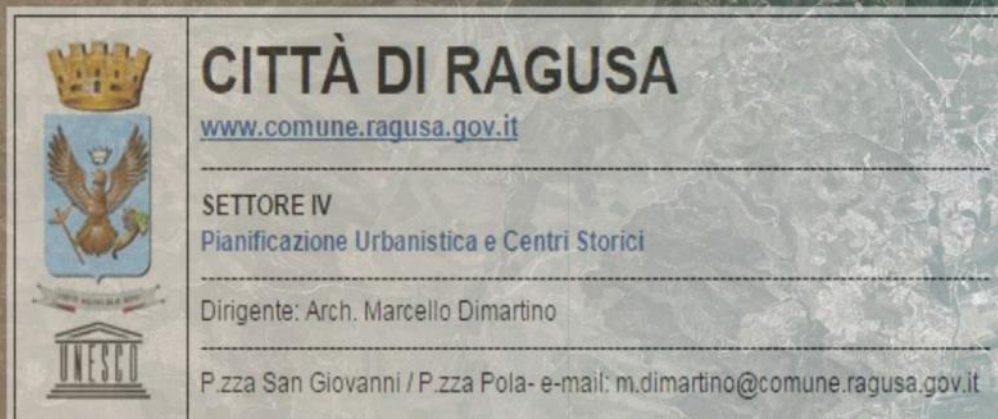 CITTÀ DI RAGUSA
www.comune.ragusa.gov.it
SETTORE IV
Pianificazione Urbanistica e Centri Storici
Dirigente: Arch. Marcello Dimartino
P.zza San Giovanni / P.zza Pola- e-mail: m.dimartino@comune.ragusa.gov.it
UNESCO